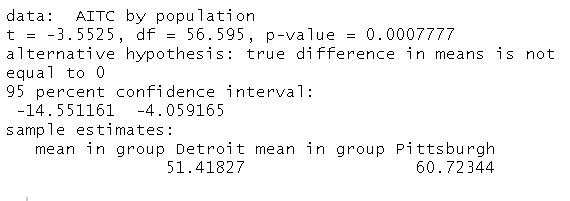 data:  AITC by population
t = -3.5525, df = 56.595, p-value = 0.0007777
alternative hypothesis: true difference in means is not
equal to 0
95 percent confidence interval:
 -14.551161  -4.059165
sample estimates:
   mean in group Detroit mean in group Pittsburgh
                51.41827                 60.72344